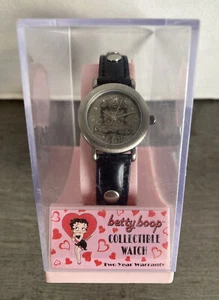 betty boop
COLLECTIBLE
WATCH
Two Year Warranty